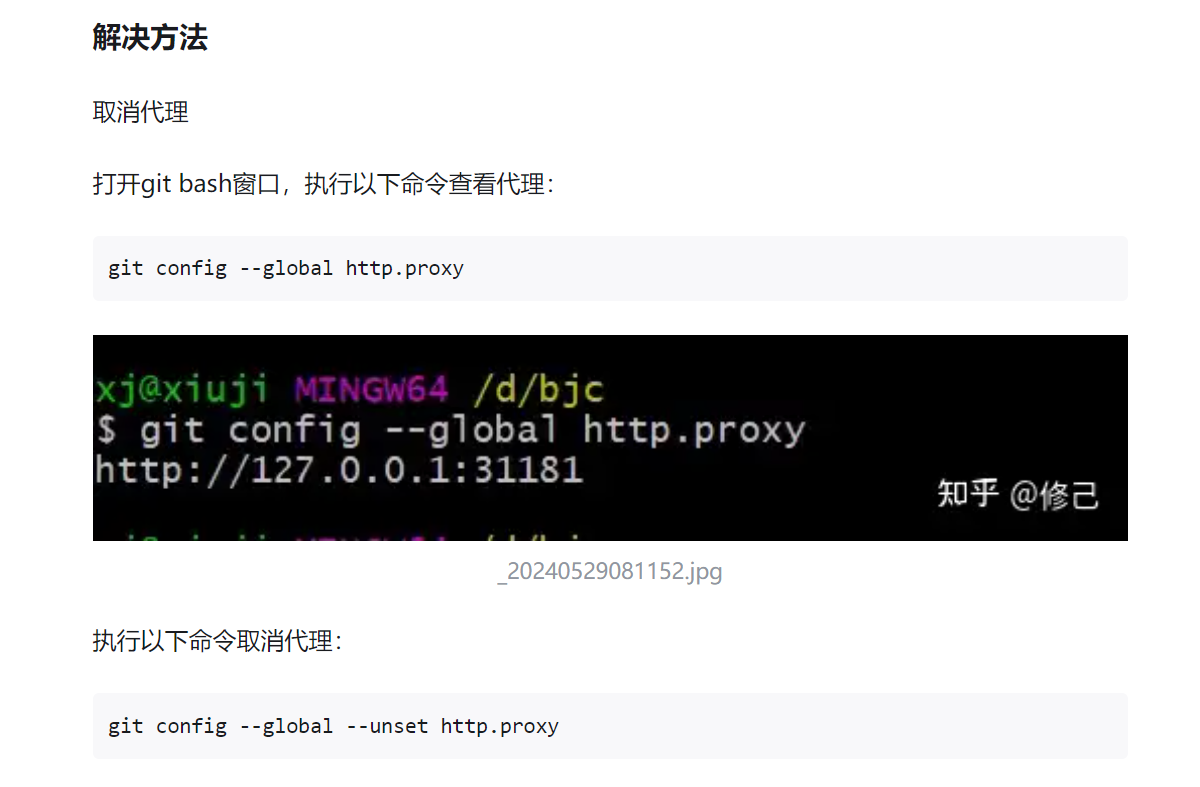 解决方法
取消代理
打开git bash窗口，执行以下命令查看代理：
git config --global http.proxy
xj@xiuji MINGW64 /d/bjc
$ git config --global http.proxy
http://127.0.0.1:31181
知乎 @修己
_20240529081152.jpg
执行以下命令取消代理：
git config --global --unset http.proxy